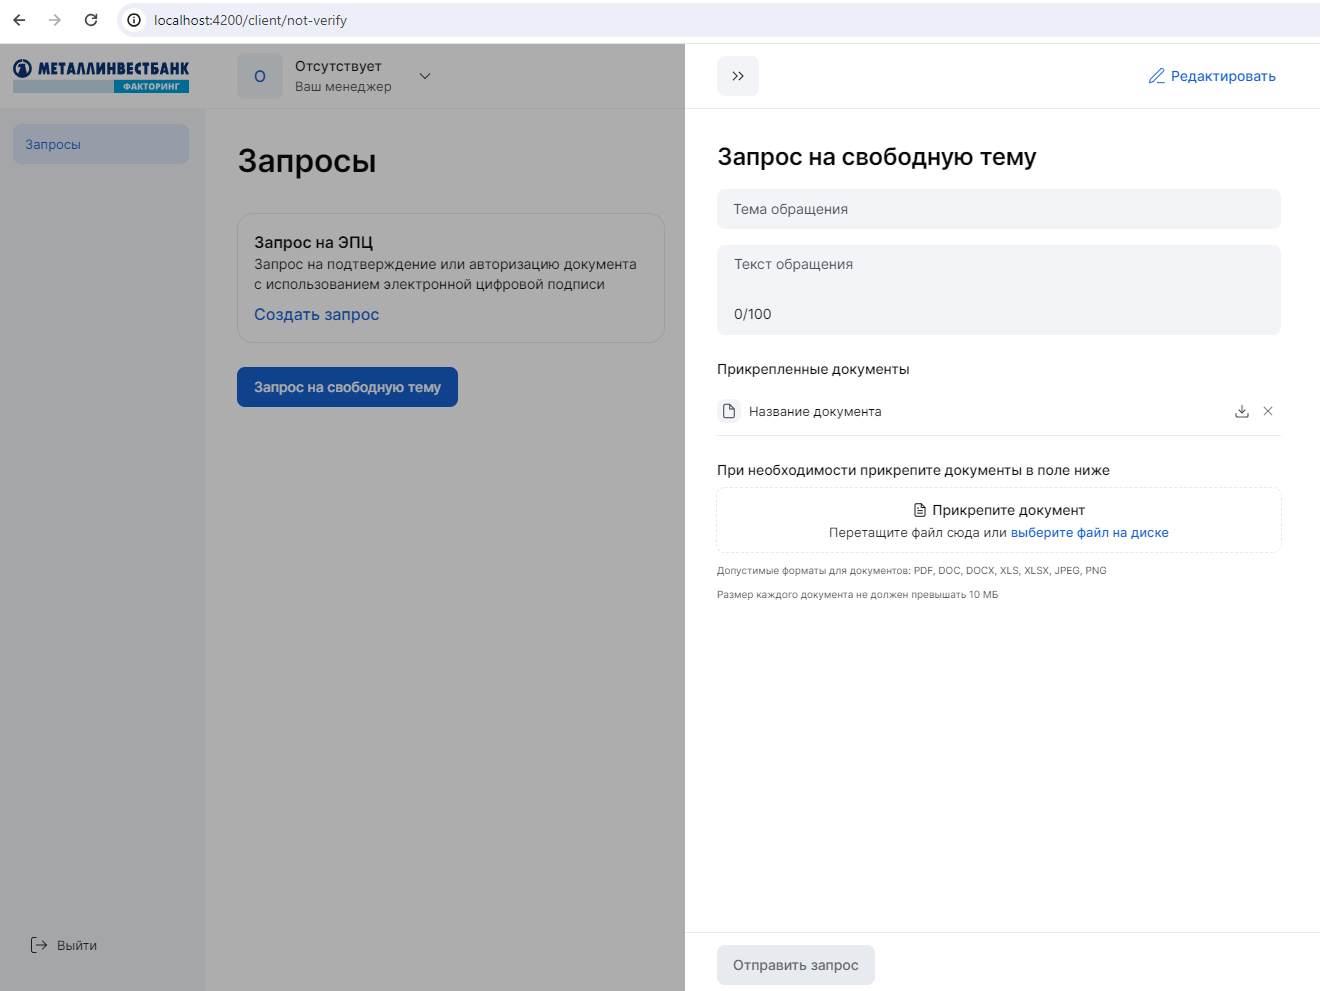 localhost:4200/client/not-verify
МЕТАЛЛИНВЕСТБАНК
ФАКТОРИНГ
О
Отсутствует
Ваш менеджер
Запросы
Запросы
Запрос на ЭПЦ
Запрос на подтверждение или авторизацию документа
с использованием электронной цифровой подписи
Создать запрос
Запрос на свободную тему
Выйти
Редактировать
Запрос на свободную тему
Тема обращения
Текст обращения
0/100
Прикрепленные документы
Название документа
При необходимости прикрепите документы в поле ниже
Прикрепите документ
Перетащите файл сюда или выберите файл на диске
Допустимые форматы для документов: PDF, DOC, DOCX, XLS, XLSX, JPEG, PNG
Размер каждого документа не должен превышать 10 МБ
Отправить запрос